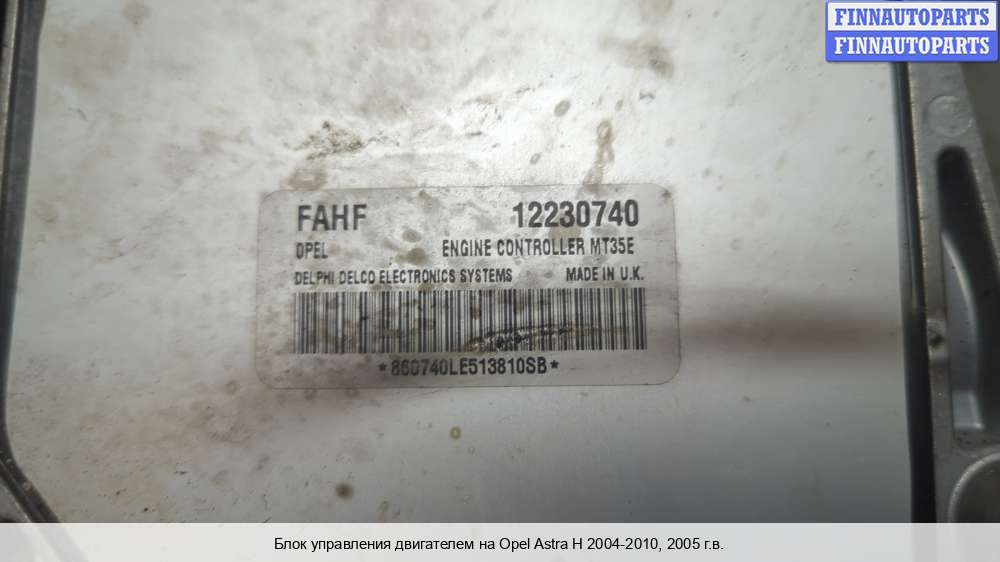 FINNAUTOPARTS
FINNAUTOPARTS
FAHF 12230740
OPEL ENGINE CONTROLLER MT35E
DELPHI DELCO ELECTRONICS SYSTEMS MADE IN U.K.
*860740LE513810SB*
Блок управления двигателем на Opel Astra H 2004-2010, 2005 г.в.